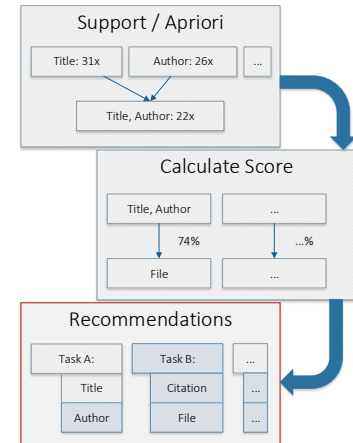 Support / Apriori
Title: 31x
Author: 26x
...
Title, Author: 22x
Calculate Score
Title, Author
...
74%
...%
File
...
Recommendations
Task A:
Task B:
...
Title
Citation
...
Author
File
...